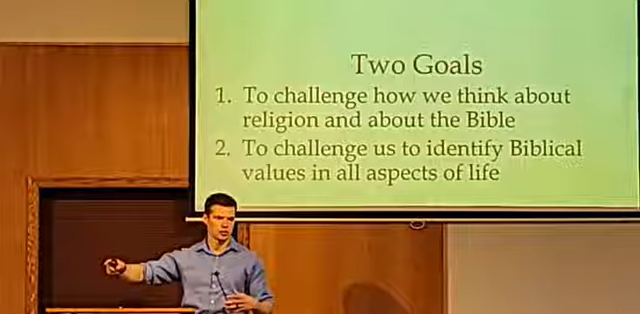 Two Goals
1. To challenge how we think about
religion and about the Bible
2. To challenge us to identify Biblical
values in all aspects of life